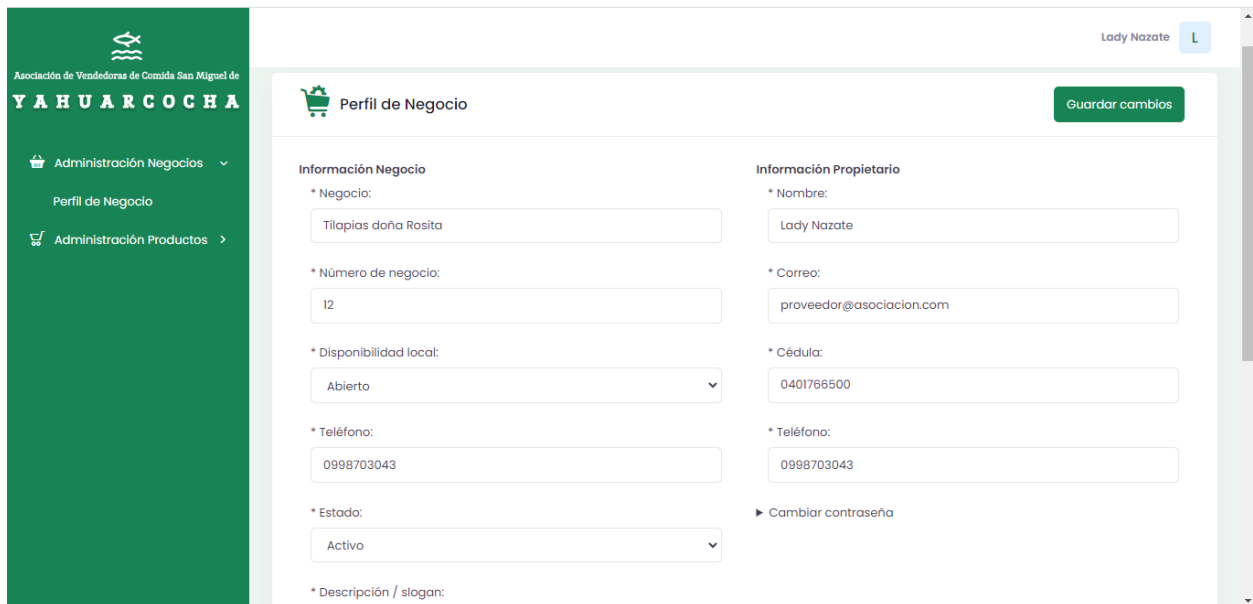 Asociación de Vendedoras de Comida San Miguel de
YAHUARCOCHA
Administración Negocios
Perfil de Negocio
Administración Productos
Lady Nazate
L
Perfil de Negocio
Guardar cambios
Información Negocio
* Negocio:
Tilapias doña Rosita
* Número de negocio:
12
* Disponibilidad local:
Abierto
* Teléfono:
0998703043
* Estado:
Activo
* Descripción / slogan:
Información Propietario
* Nombre:
Lady Nazate
* Correo:
proveedor@asociacion.com
* Cédula:
0401766500
* Teléfono:
0998703043
Cambiar contraseña